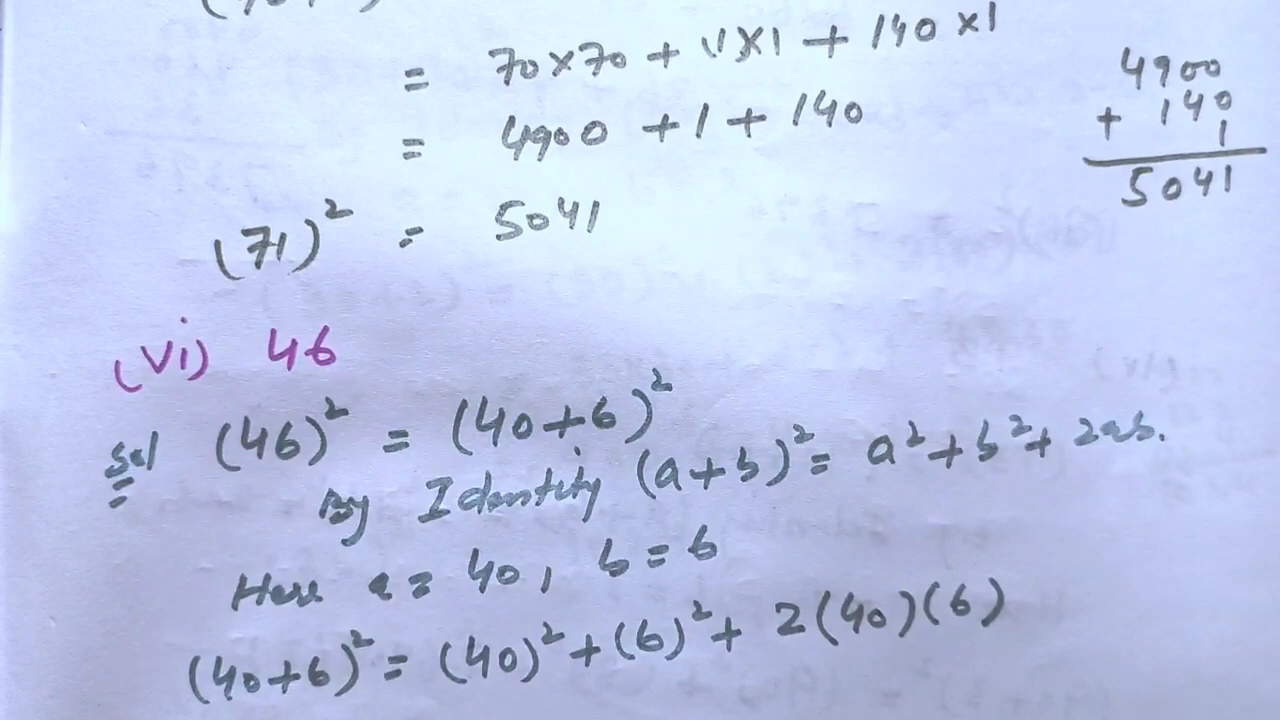 = 70×70 + 1×1 + 140×1
= 4900 + 1 + 140
(71)² = 5041
4900
+ 140
1
5041
(vi) 46
Sol (46)² = (40+6)²
By Identity (a+b)² = a²+b²+2ab.
Here a = 40, b = 6
(40+6)² = (40)²+(6)²+ 2(40)(6)